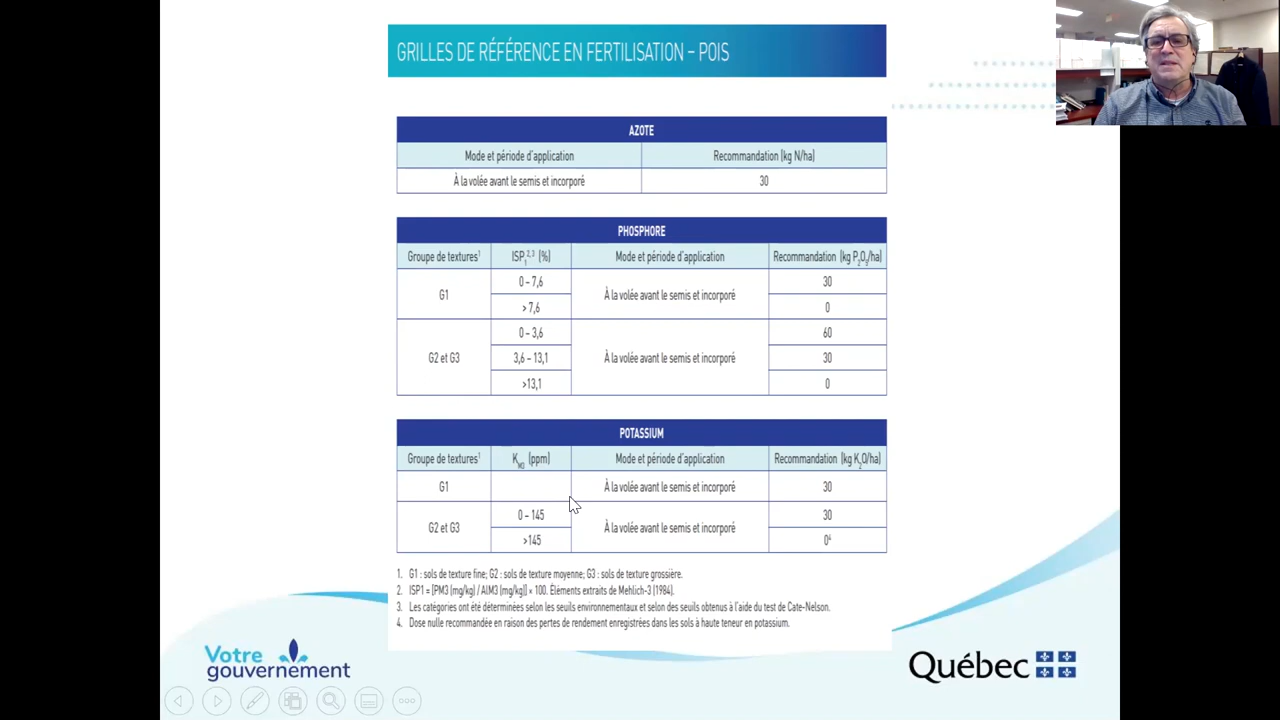 GRILLES DE RÉFÉRENCE EN FERTILISATION – POIS
AZOTE
Mode et période d'application Recommandation (kg N/ha)
À la volée avant le semis et incorporé 30
PHOSPHORE
Groupe de textures¹ ISP₁²,³ (%) Mode et période d'application Recommandation (kg P₂O₅/ha)
G1 0 – 7,6 À la volée avant le semis et incorporé 30
> 7,6 0
G2 et G3 0 – 3,6 À la volée avant le semis et incorporé 60
3,6 – 13,1 30
>13,1 0
POTASSIUM
Groupe de textures¹ K_M3 (ppm) Mode et période d'application Recommandation (kg K₂O/ha)
G1 À la volée avant le semis et incorporé 30
G2 et G3 0 – 145 À la volée avant le semis et incorporé 30
>145 0⁴
1. G1 : sols de texture fine; G2 : sols de texture moyenne; G3 : sols de texture grossière.
2. ISP1 = [PM3 (mg/kg) / AlM3 (mg/kg)] × 100. Éléments extraits de Mehlich-3 (1984).
3. Les catégories ont été déterminées selon les seuils environnementaux et selon des seuils obtenus à l'aide du test de Cate-Nelson.
4. Dose nulle recommandée en raison des pertes de rendement enregistrées dans les sols à haute teneur en potassium.
Votre
gouvernement
Québec